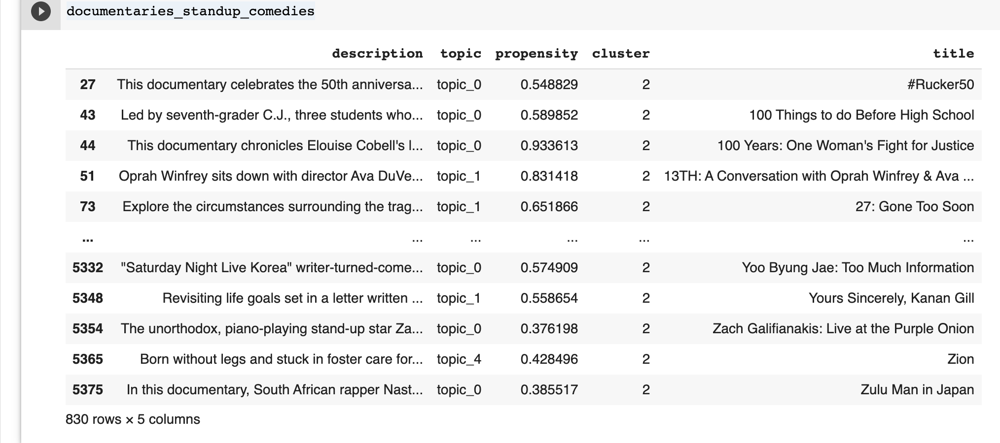 documentaries_standup_comedies
description topic propensity cluster title
27 This documentary celebrates the 50th anniversa... topic_0 0.548829 2 #Rucker50
43 Led by seventh-grader C.J., three students who... topic_0 0.589852 2 100 Things to do Before High School
44 This documentary chronicles Elouise Cobell's l... topic_0 0.933613 2 100 Years: One Woman's Fight for Justice
51 Oprah Winfrey sits down with director Ava DuVe... topic_1 0.831418 2 13TH: A Conversation with Oprah Winfrey & Ava ...
73 Explore the circumstances surrounding the trag... topic_1 0.651866 2 27: Gone Too Soon
... ... ... ... ... ...
5332 "Saturday Night Live Korea" writer-turned-come... topic_0 0.574909 2 Yoo Byung Jae: Too Much Information
5348 Revisiting life goals set in a letter written ... topic_1 0.558654 2 Yours Sincerely, Kanan Gill
5354 The unorthodox, piano-playing stand-up star Za... topic_0 0.376198 2 Zach Galifianakis: Live at the Purple Onion
5365 Born without legs and stuck in foster care for... topic_4 0.428496 2 Zion
5375 In this documentary, South African rapper Nast... topic_0 0.385517 2 Zulu Man in Japan
830 rows × 5 columns